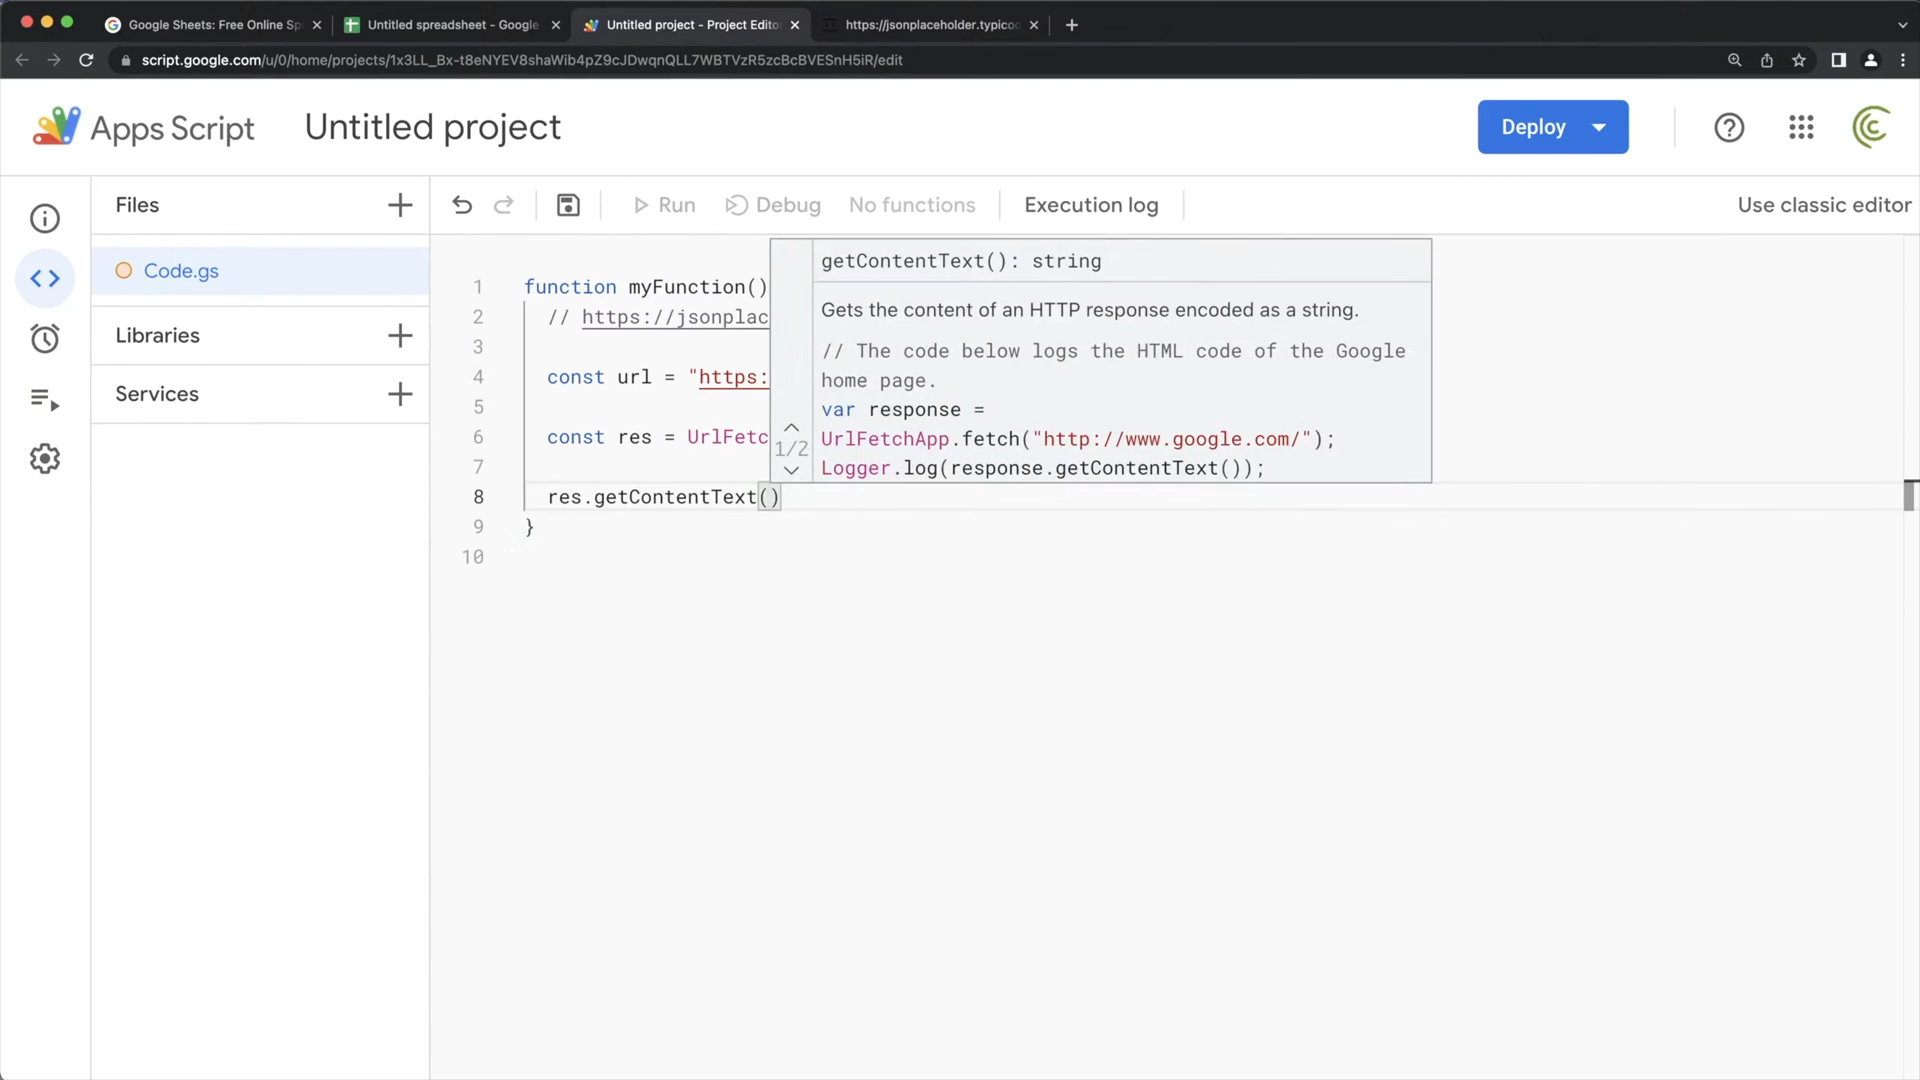 Google Sheets: Free Online Sp
Untitled spreadsheet - Google
Untitled project - Project Edito
https://jsonplaceholder.typico
script.google.com/u/0/home/projects/1x3LL_Bx-t8eNYEV8shaWib4pZ9cJDwqnQLL7WBTVzR5zcBcBVESnH5iR/edit
Apps Script
Untitled project
Deploy
Files
Run
Debug
No functions
Execution log
Use classic editor
Code.gs
Libraries
Services
1 function myFunction()
2 // https://jsonplac
3
4 const url = "https:
5
6 const res = UrlFetc
7
8 res.getContentText()
9 }
10
getContentText(): string
Gets the content of an HTTP response encoded as a string.
// The code below logs the HTML code of the Google
home page.
var response =
UrlFetchApp.fetch("http://www.google.com/");
Logger.log(response.getContentText());
1/2